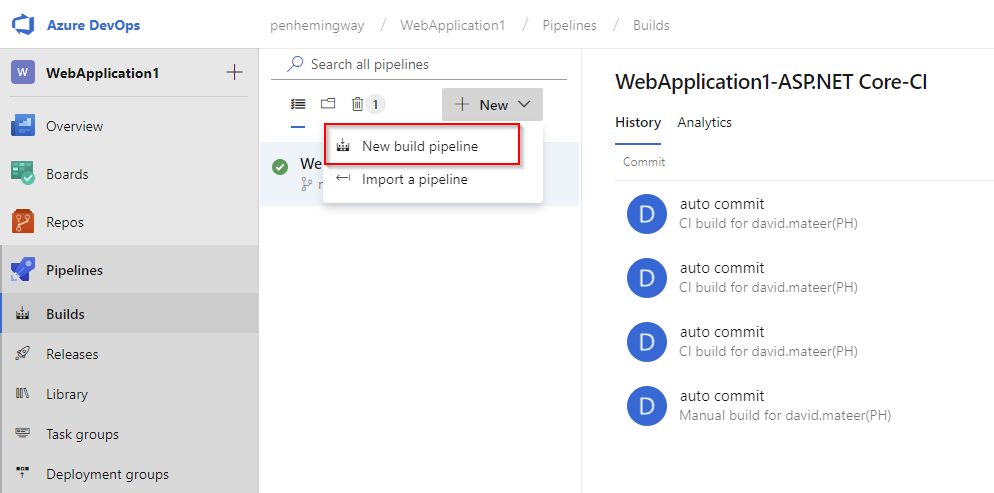 Azure DevOps
penhemingway / WebApplication1 / Pipelines / Builds
W WebApplication1
Overview
Boards
Repos
Pipelines
Builds
Releases
Library
Task groups
Deployment groups
Search all pipelines
1
New
New build pipeline
Import a pipeline
We
WebApplication1-ASP.NET Core-CI
History Analytics
Commit
D
auto commit
CI build for david.mateer(PH)
D
auto commit
CI build for david.mateer(PH)
D
auto commit
CI build for david.mateer(PH)
D
auto commit
Manual build for david.mateer(PH)